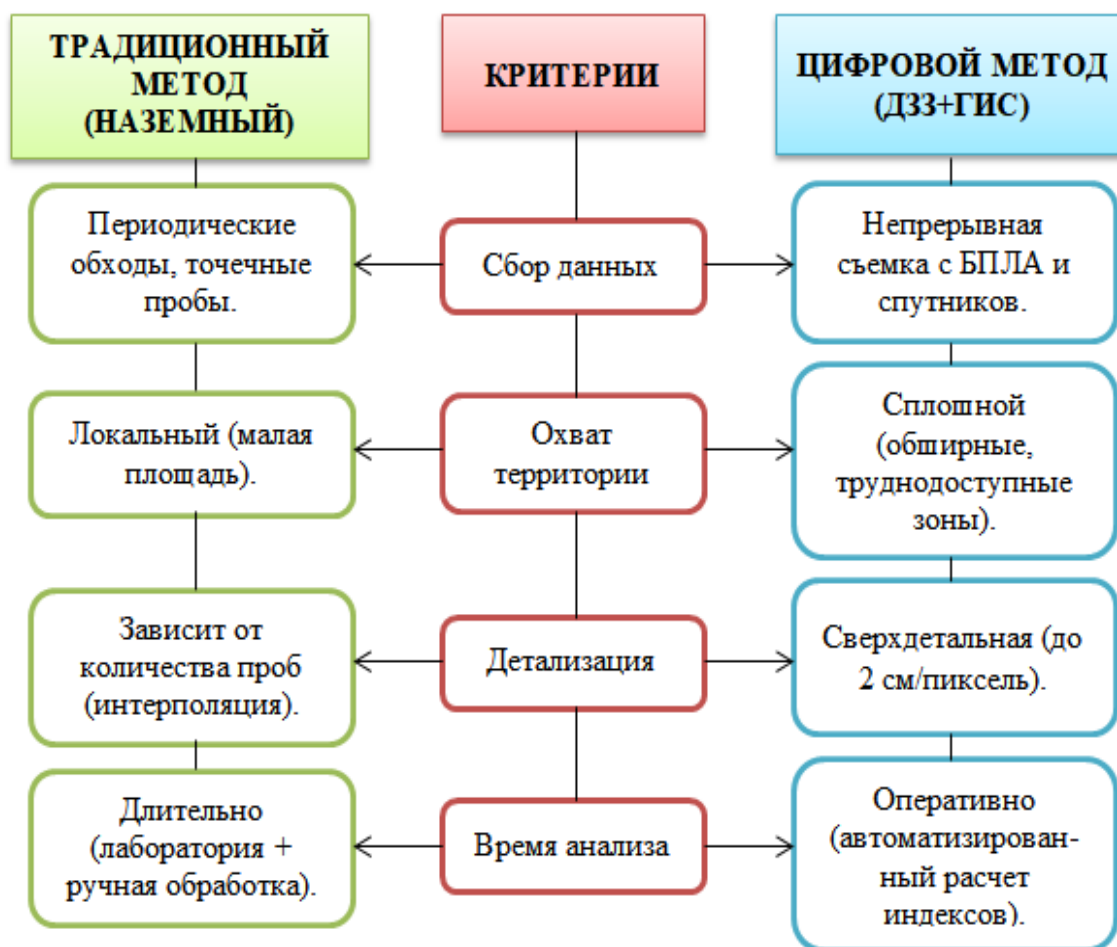 ТРАДИЦИОННЫЙ
МЕТОД
(НАЗЕМНЫЙ)
КРИТЕРИИ
ЦИФРОВОЙ МЕТОД
(ДЗЗ+ГИС)
Периодические
обходы, точечные
пробы.
Сбор данных
Непрерывная
съемка с БПЛА и
спутников.
Локальный (малая
площадь).
Охват
территории
Сплошной
(обширные,
труднодоступные
зоны).
Зависит от
количества проб
(интерполяция).
Детализация
Сверхдетальная (до
2 см/пиксель).
Длительно
(лаборатория +
ручная обработка).
Время анализа
Оперативно
(автоматизирован-
ный расчет
индексов).